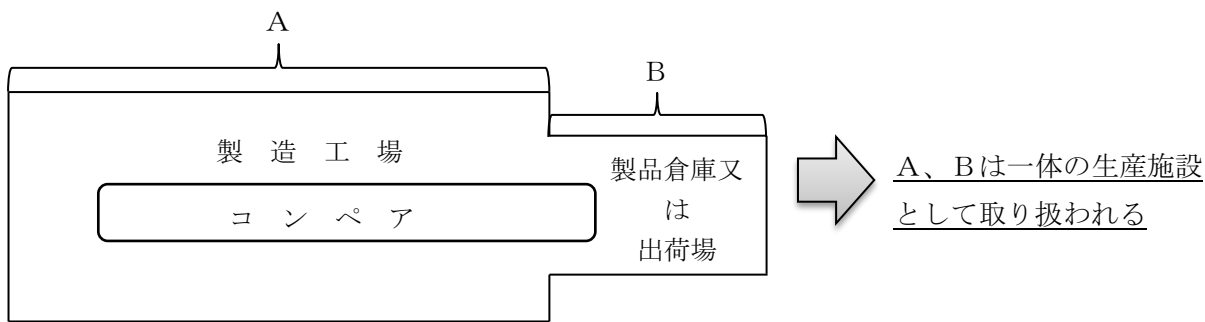 A
B
製造工場
コンペア
製品倉庫又
は
出荷場
A、Bは一体の生産施設
として取り扱われる